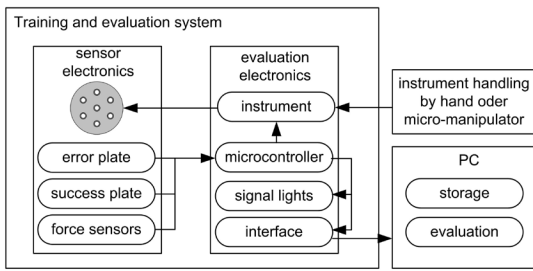 Training and evaluation system
sensor
electronics
error plate
success plate
force sensors
evaluation
electronics
instrument
microcontroller
signal lights
interface
instrument handling
by hand oder
micro-manipulator
PC
storage
evaluation